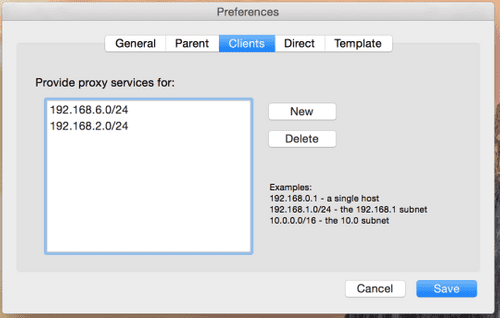 Preferences
General Parent Clients Direct Template
Provide proxy services for:
192.168.6.0/24
192.168.2.0/24
New
Delete
Examples:
192.168.0.1 - a single host
192.168.1.0/24 - the 192.168.1 subnet
10.0.0.0/16 - the 10.0 subnet
Cancel Save